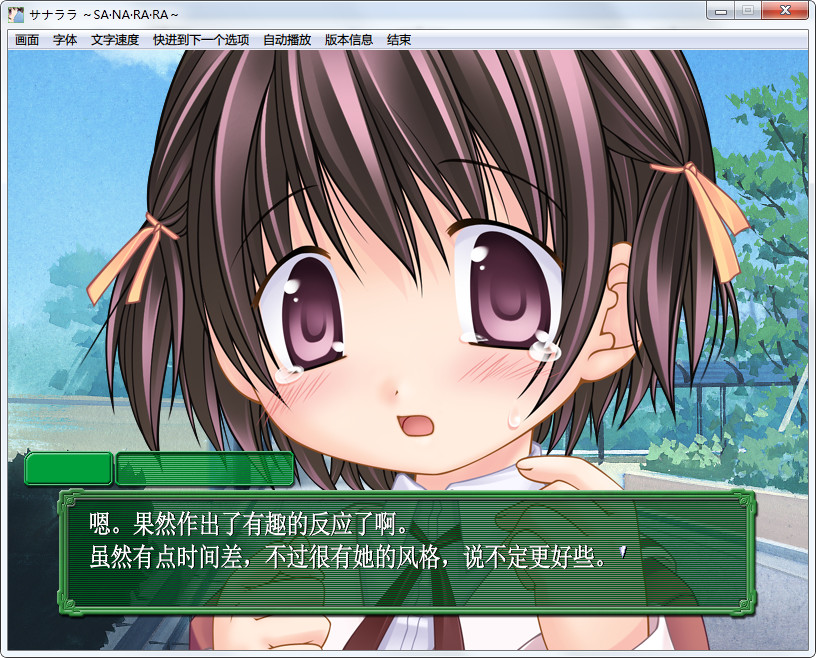 サナララ ～SA·NA·RA·RA～
画面 字体 文字速度 快进到下一个选项 自动播放 版本信息 结束
嗯。果然作出了有趣的反应了啊。
虽然有点时间差，不过很有她的风格，说不定更好些。